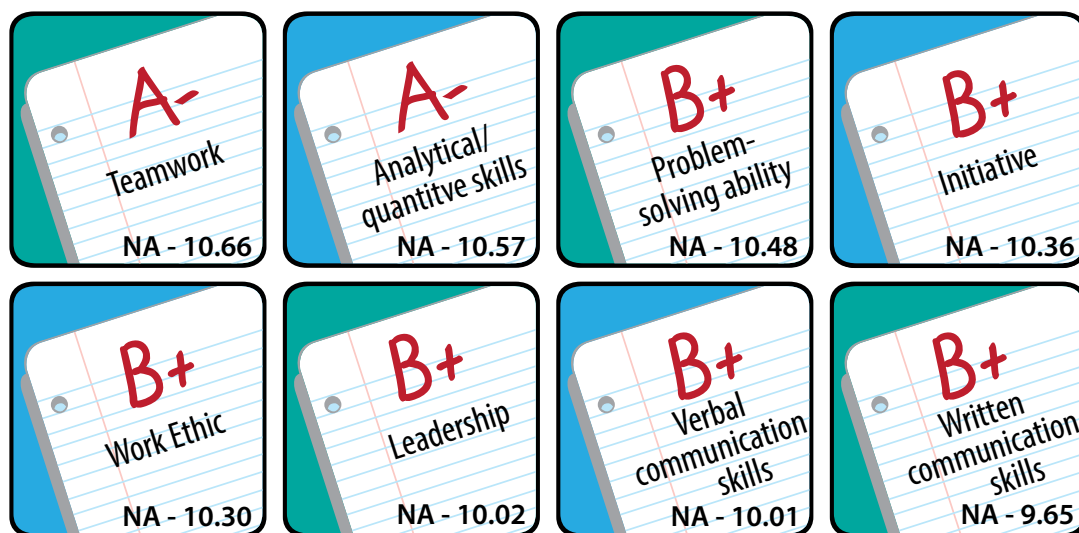 A-
Teamwork
NA - 10.66
A-
Analytical/
quantitve skills
NA - 10.57
B+
Problem-
solving ability
NA - 10.48
B+
Initiative
NA - 10.36
B+
Work Ethic
NA - 10.30
B+
Leadership
NA - 10.02
B+
Verbal
communication
skills
NA - 10.01
B+
Written
communication
skills
NA - 9.65